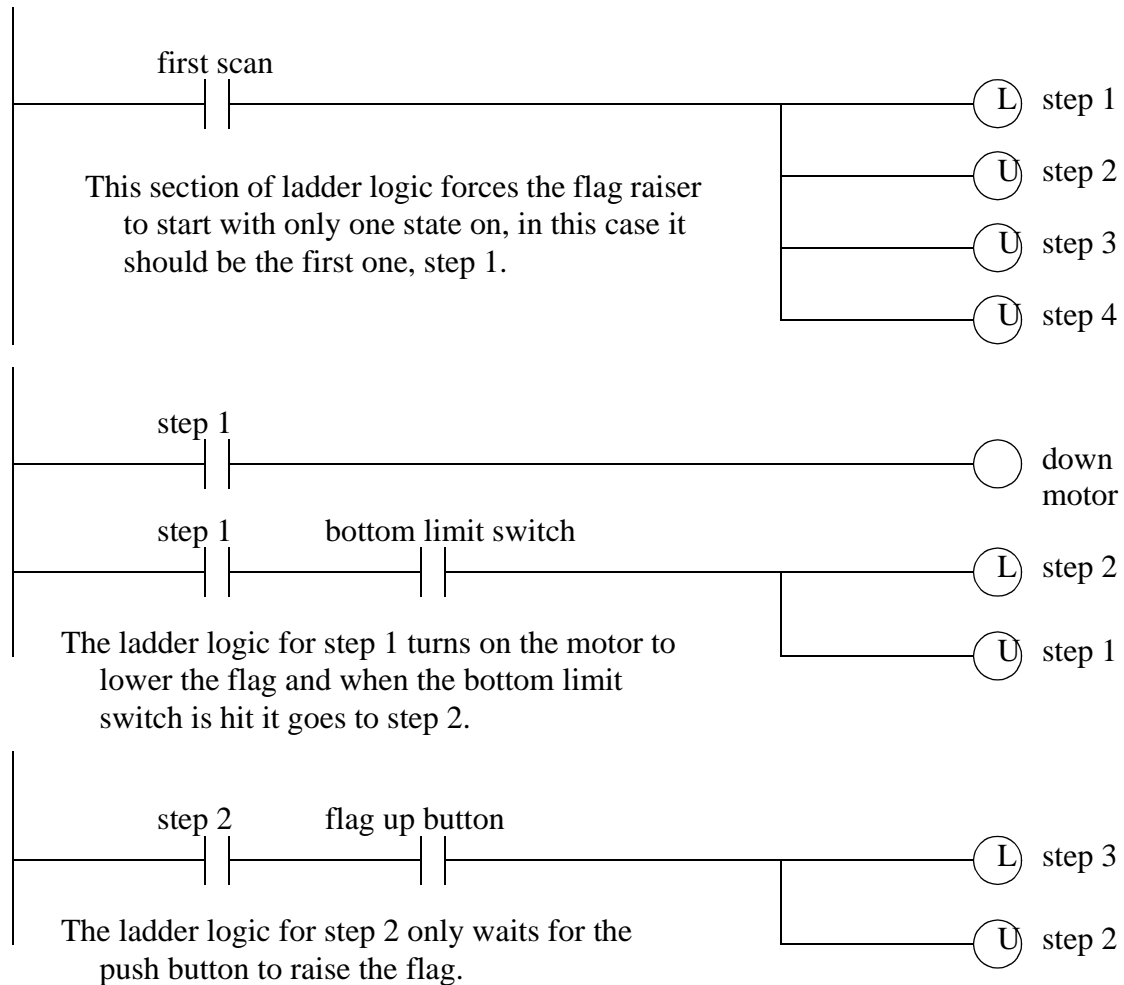 first scan
L step 1
U step 2
This section of ladder logic forces the flag raiser
to start with only one state on, in this case it
should be the first one, step 1.
U step 3
U step 4
step 1
down
motor
step 1 bottom limit switch
L step 2
The ladder logic for step 1 turns on the motor to
lower the flag and when the bottom limit
switch is hit it goes to step 2.
U step 1
step 2 flag up button
L step 3
The ladder logic for step 2 only waits for the
push button to raise the flag.
U step 2